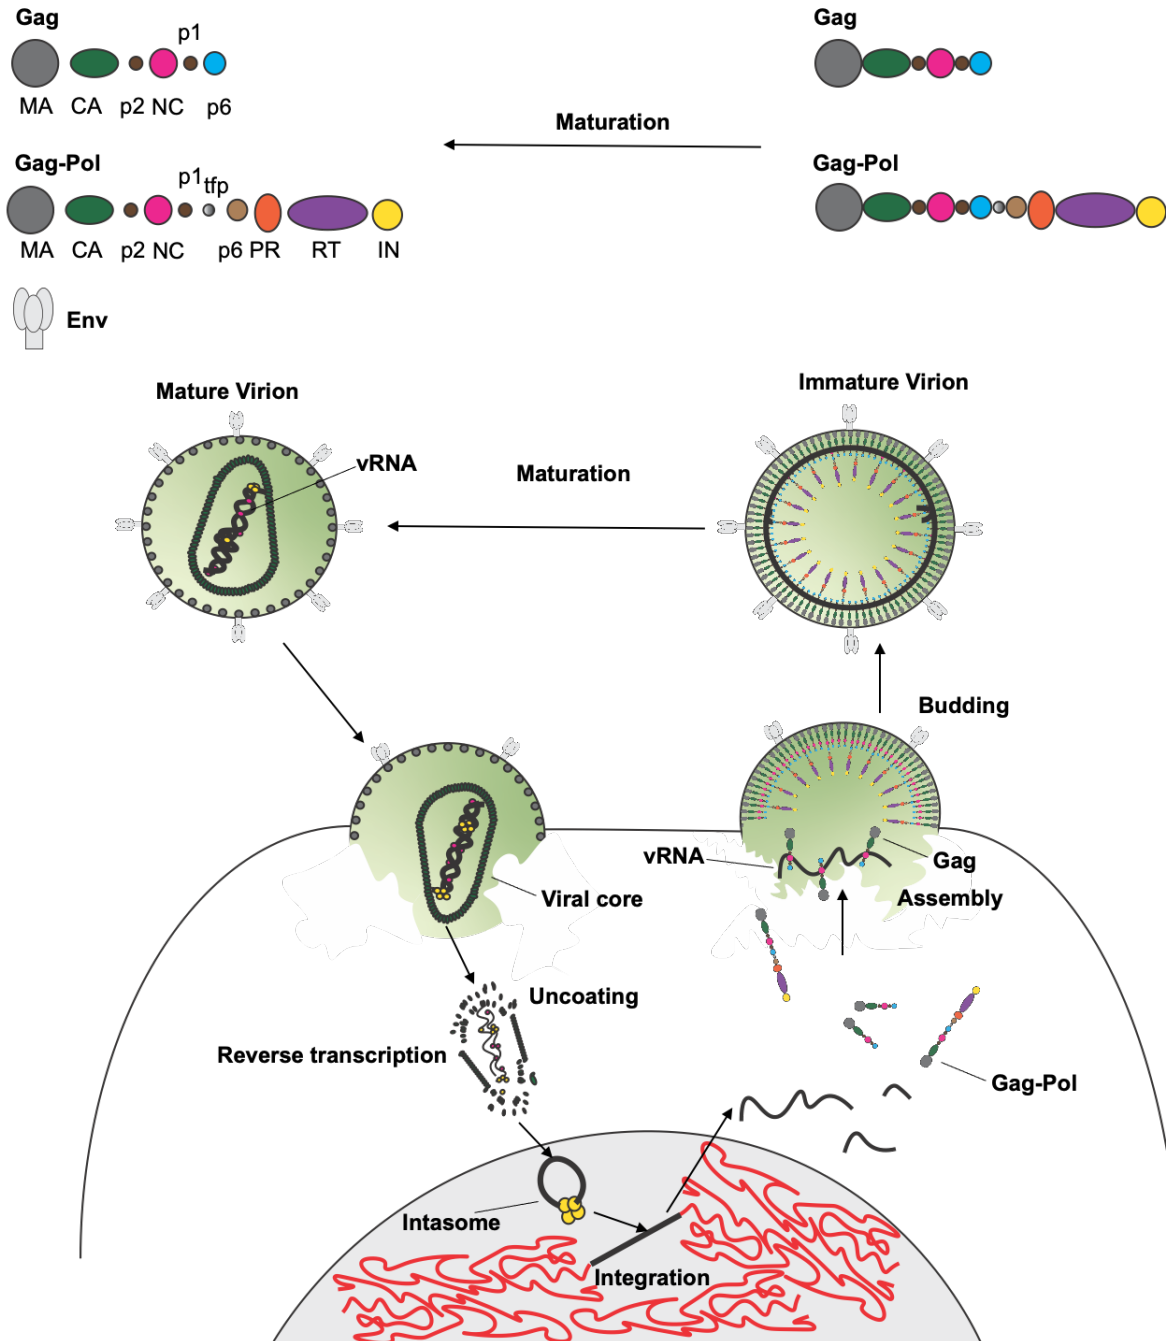 Gag
p1
MA CA p2 NC p6
Gag
Maturation
Gag-Pol
p1 tfp
MA CA p2 NC p6 PR RT IN
Gag-Pol
Env
Mature Virion
Immature Virion
vRNA
Maturation
Budding
vRNA
Gag
Viral core
Assembly
Uncoating
Reverse transcription
Gag-Pol
Intasome
Integration